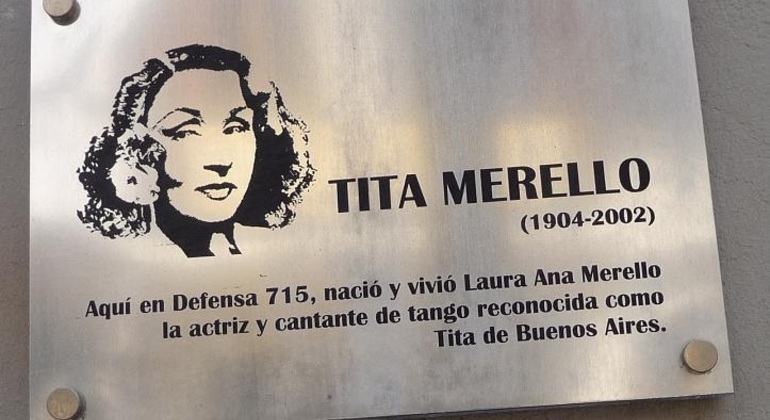 TITA MERELLO
(1904-2002)
Aquí en Defensa 715, nació y vivió Laura Ana Merello
la actriz y cantante de tango reconocida como
Tita de Buenos Aires.